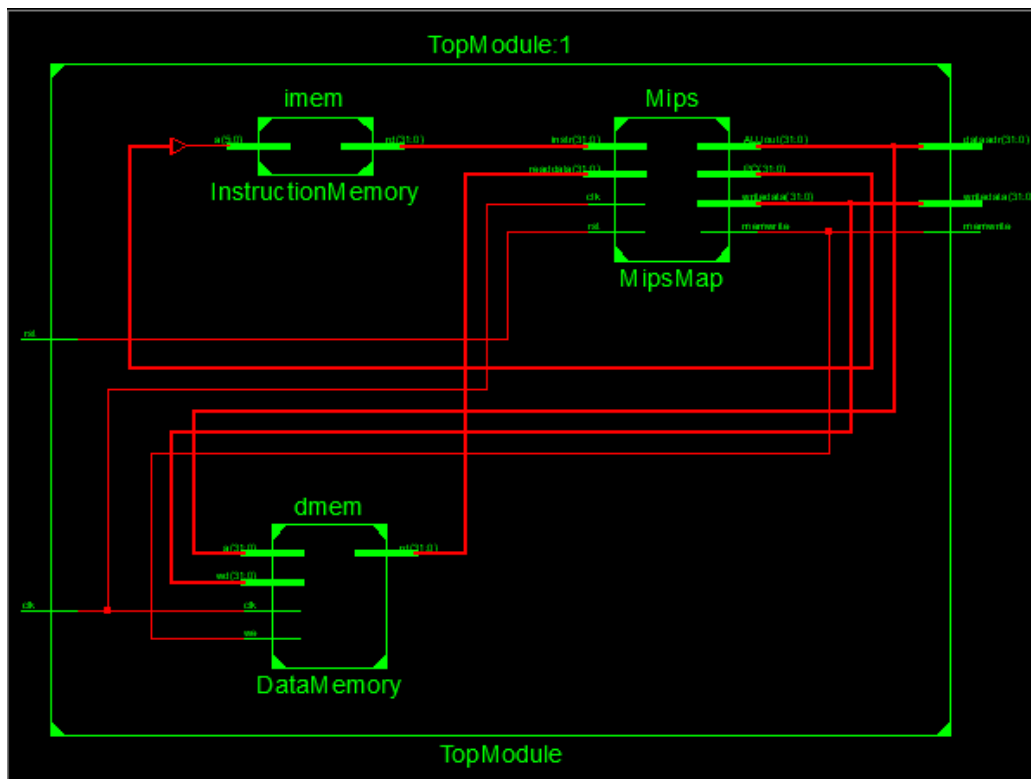 TopModule:1
imem
Mips
a(5:0)
rd(31:0)
Instr(31:0)
ALUout(31:0)
dataadr(31:0)
InstructionMemory
readdata(31:0)
PC(31:0)
clk
writedata(31:0)
writedata(31:0)
rst
memwrite
memwrite
MipsMap
rst
dmem
a(31:0)
rd(31:0)
wd(31:0)
clk
clk
we
DataMemory
TopModule